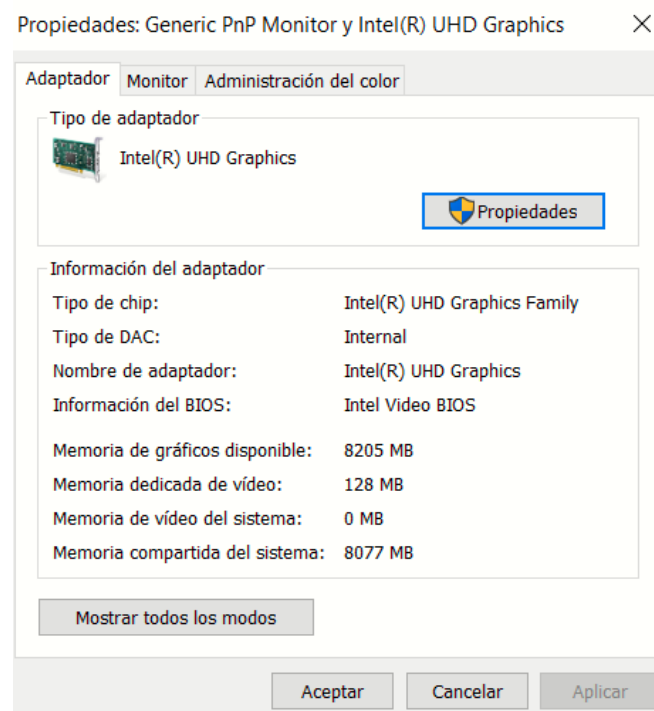 Propiedades: Generic PnP Monitor y Intel(R) UHD Graphics
Adaptador Monitor Administración del color
Tipo de adaptador
Intel(R) UHD Graphics
Propiedades
Información del adaptador
Tipo de chip: Intel(R) UHD Graphics Family
Tipo de DAC: Internal
Nombre de adaptador: Intel(R) UHD Graphics
Información del BIOS: Intel Video BIOS
Memoria de gráficos disponible: 8205 MB
Memoria dedicada de vídeo: 128 MB
Memoria de vídeo del sistema: 0 MB
Memoria compartida del sistema: 8077 MB
Mostrar todos los modos
Aceptar Cancelar Aplicar